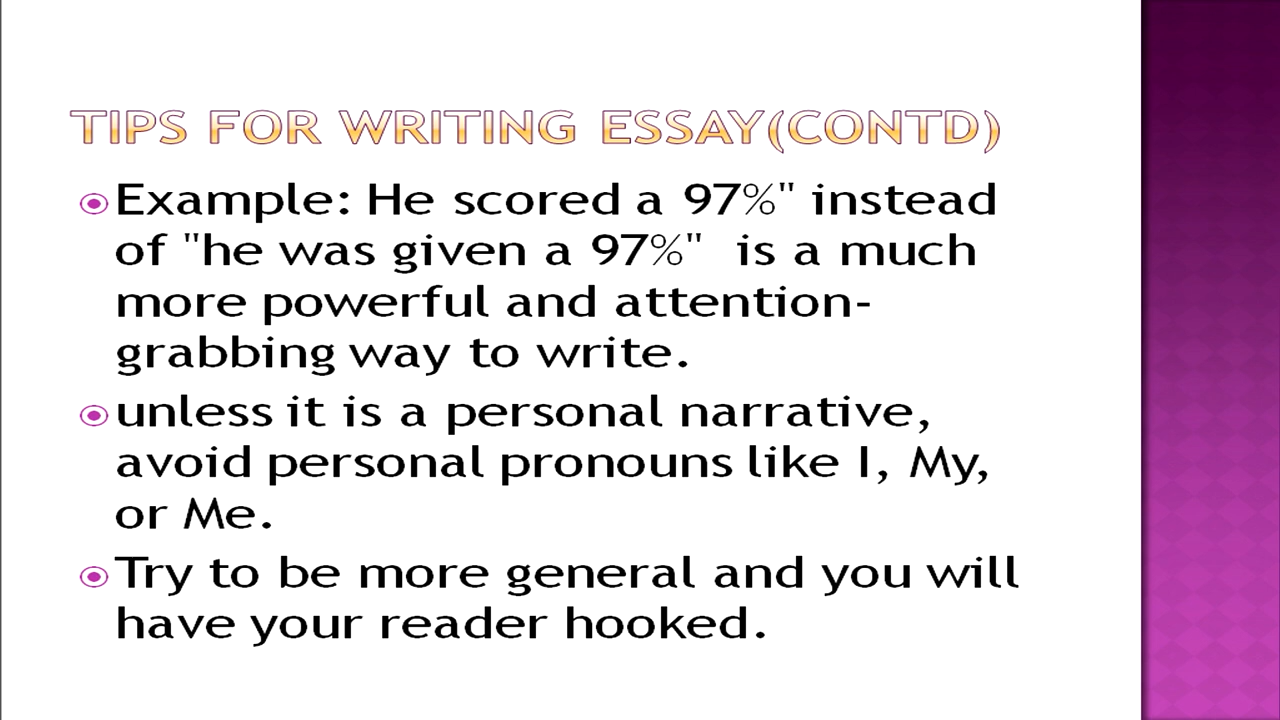 TIPS FOR WRITING ESSAY(CONTD)
Example: He scored a 97%" instead
of "he was given a 97%"  is a much
more powerful and attention-
grabbing way to write.
unless it is a personal narrative,
avoid personal pronouns like I, My,
or Me.
Try to be more general and you will
have your reader hooked.